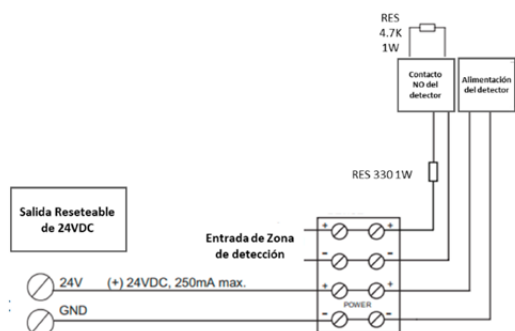 RES
4.7K
1W
Contacto
NO del
detector
Alimentación
del detector
RES 330 1W
Salida Reseteable
de 24VDC
Entrada de Zona
de detección
+ +
- -
24V (+) 24VDC, 250mA max.
+ +
POWER
GND
- -
: